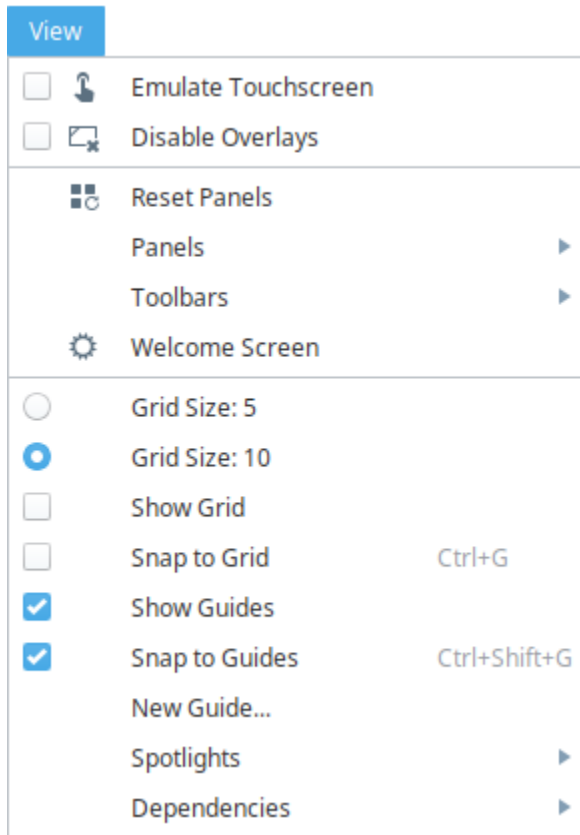 View
Emulate Touchscreen
Disable Overlays
Reset Panels
Panels
Toolbars
Welcome Screen
Grid Size: 5
Grid Size: 10
Show Grid
Snap to Grid Ctrl+G
Show Guides
Snap to Guides Ctrl+Shift+G
New Guide...
Spotlights
Dependencies